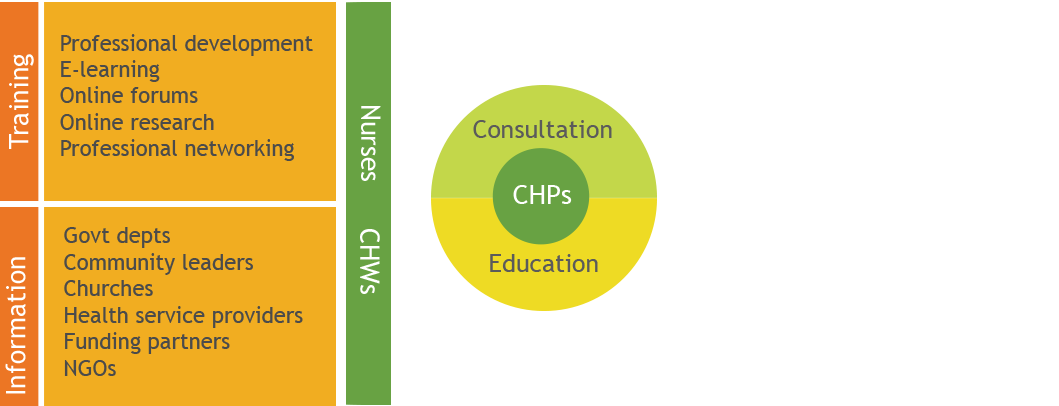 Training
Professional development
E-learning
Online forums
Online research
Professional networking
Information
Govt depts
Community leaders
Churches
Health service providers
Funding partners
NGOs
Nurses
CHWs
Consultation
CHPs
Education